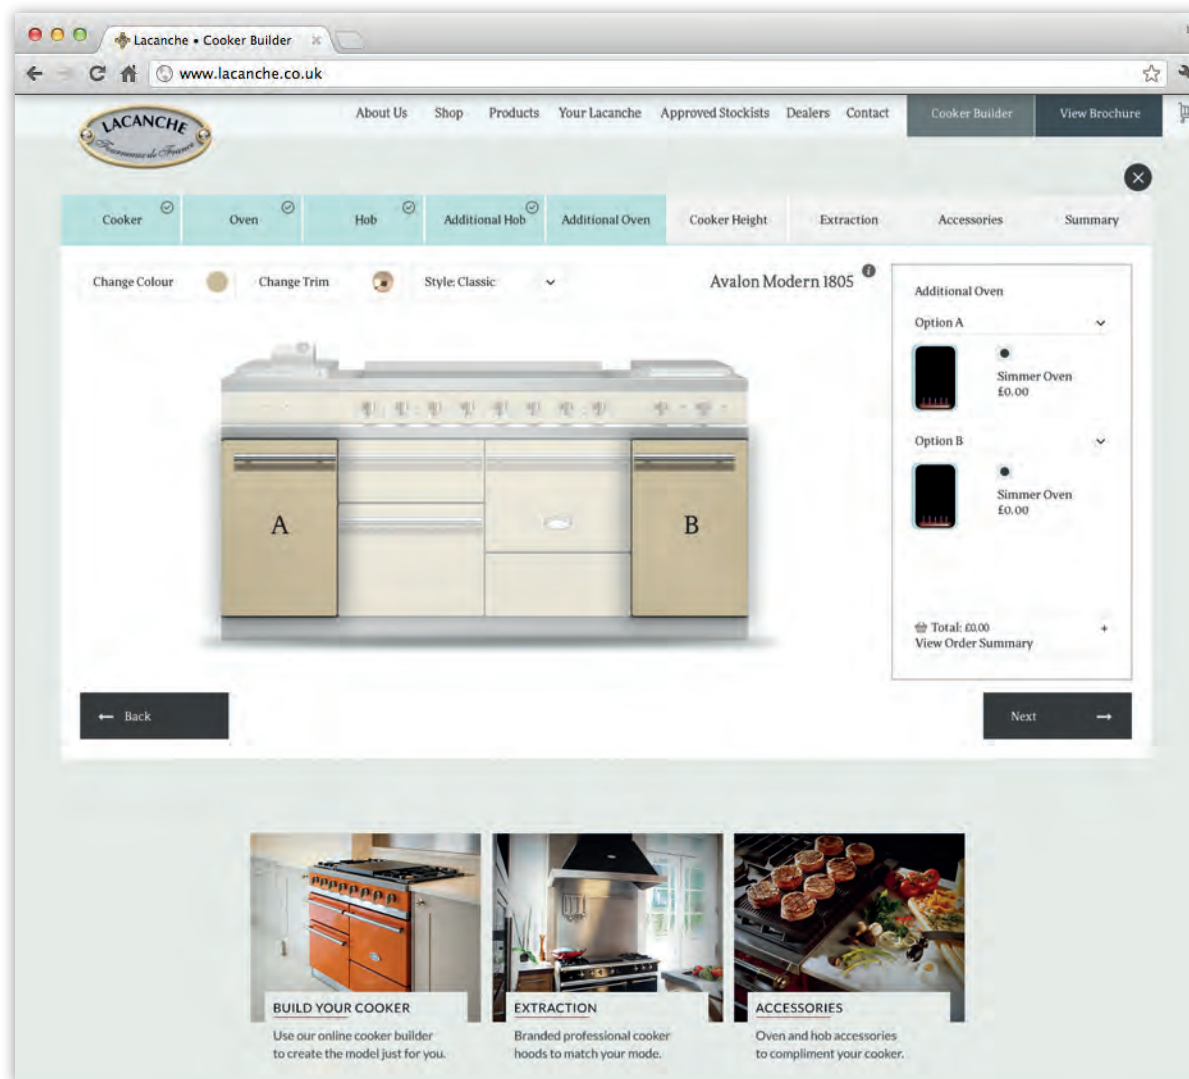 Lacanche • Cooker Builder
www.lacanche.co.uk
LACANCHE
Fourneaux de France
About Us Shop Products Your Lacanche Approved Stockists Dealers Contact Cooker Builder View Brochure
Cooker Oven Hob Additional Hob Additional Oven Cooker Height Extraction Accessories Summary
Change Colour Change Trim Style: Classic Avalon Modern 1805
Additional Oven
Option A
Simmer Oven
£0.00
Option B
Simmer Oven
£0.00
A B
Total: £0.00 +
View Order Summary
Back Next
BUILD YOUR COOKER
Use our online cooker builder
to create the model just for you.
EXTRACTION
Branded professional cooker
hoods to match your mode.
ACCESSORIES
Oven and hob accessories
to compliment your cooker.